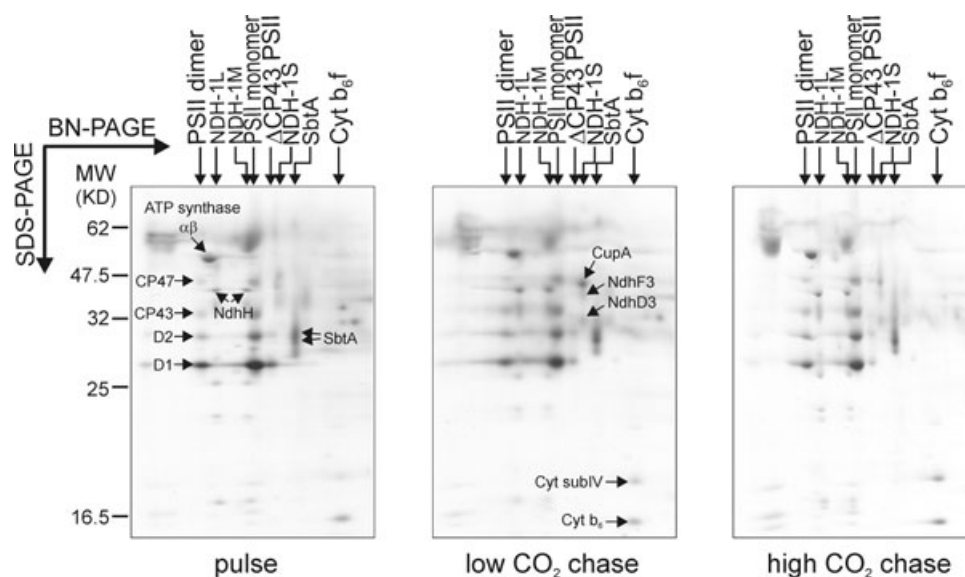 PSII dimer
NDH-1L
NDH-1M
PSII monomer
ΔCP43 PSII
NDH-1S
SbtA
Cyt b6f
PSII dimer
NDH-1L
NDH-1M
PSII monomer
ΔCP43 PSII
NDH-1S
SbtA
Cyt b6f
PSII dimer
NDH-1L
NDH-1M
PSII monomer
ΔCP43 PSII
NDH-1S
SbtA
Cyt b6f
BN-PAGE
SDS-PAGE
MW
(KD)
62
47.5
32
25
16.5
ATP synthase
αβ
CP47
NdhH
CP43
D2
SbtA
D1
CupA
NdhF3
NdhD3
Cyt subIV
Cyt b6
pulse
low CO2 chase
high CO2 chase